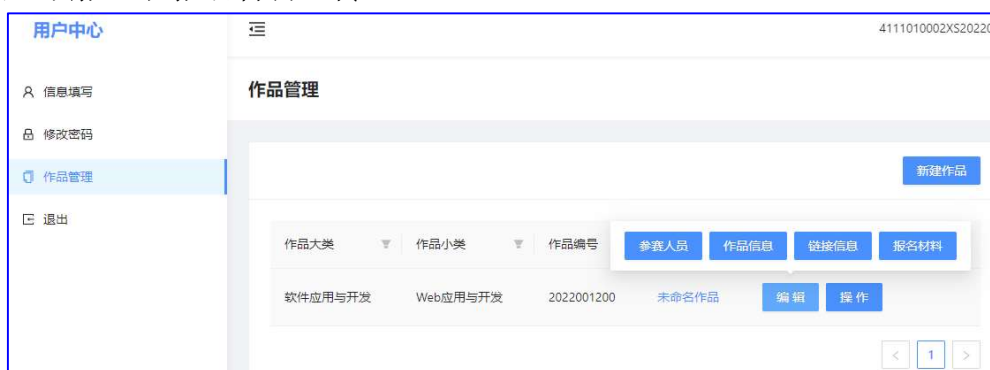 用户中心
4111010002XS20220
信息填写
作品管理
修改密码
作品管理
新建作品
退出
作品大类 作品小类 作品编号 参赛人员 作品信息 链接信息 报名材料
软件应用与开发 Web应用与开发 2022001200 未命名作品 编辑 操作
< 1 >